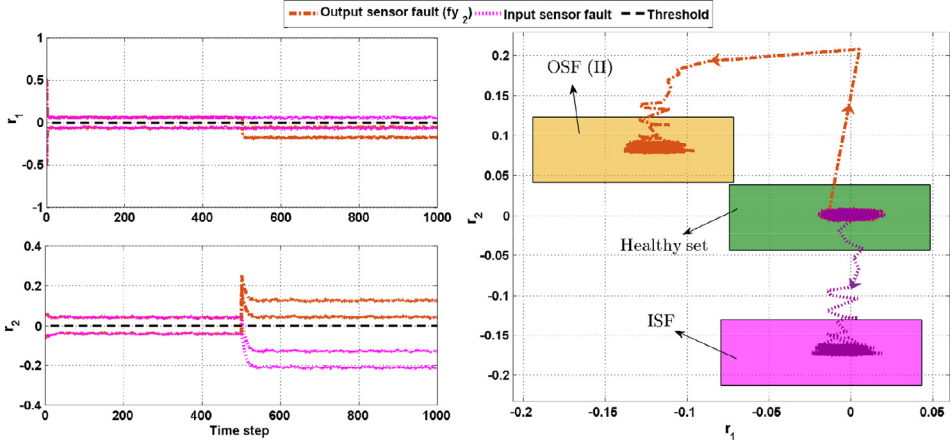 Output sensor fault (fy 2) Input sensor fault Threshold
1
0.5
0
-0.5
-1
r1
0 200 400 600 800 1000
0.4
0.2
0
-0.2
-0.4
r2
0 200 400 600 800 1000
Time step
0.2
0.15
0.1
0.05
0
-0.05
-0.1
-0.15
-0.2
r2
OSF (II)
Healthy set
ISF
-0.2 -0.15 -0.1 -0.05 0 0.05
r1